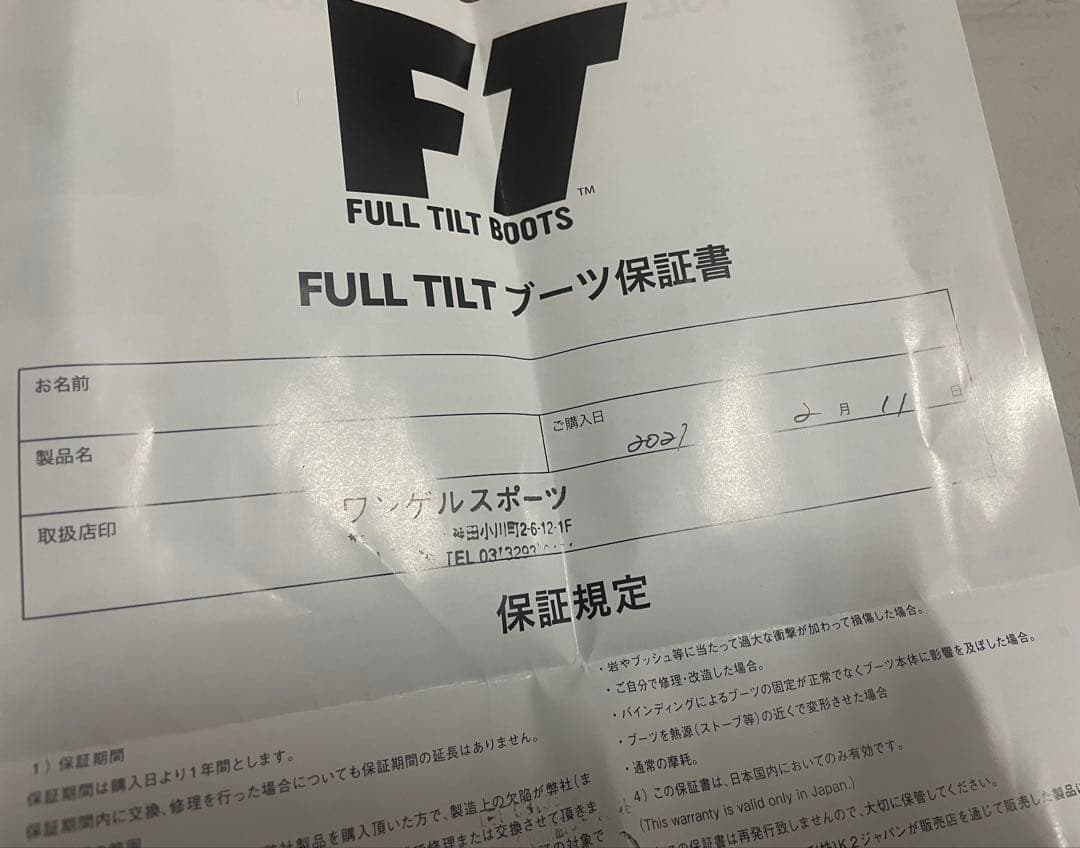 FT
TM
FULL TILT BOOTS
FULL TILT ブーツ保証書
お名前
製品名
ご購入日
2 月 11 日
取扱店印
ワンゲルスポーツ
神田小川町2-6-12-1F
TEL 03(3293)
保証規定
1）保証期間
保証期間は購入日より1年間とします。
保証期間内に交換、修理を行った場合についても保証期間の延長はありません。
製品を購入頂いた方で、製造上の欠陥が弊社(ま
修理または交換させて頂きま
の対象で
・岩やブッシュ等に当たって過大な衝撃が加わって損傷した場合。
・ご自分で修理・改造した場合。
・バインディングによるブーツの固定が正常でなくブーツ本体に影響を及ぼした場合。
・ブーツを熱源(ストーブ等)の近くで変形させた場合
・通常の摩耗。
4）この保証書は、日本国内においてのみ有効です。
(This warranty is valid only in Japan.)
この保証書は再発行致しませんので、大切に保管してください。
(株)K2ジャパンが販売店を通じて販売した製品に